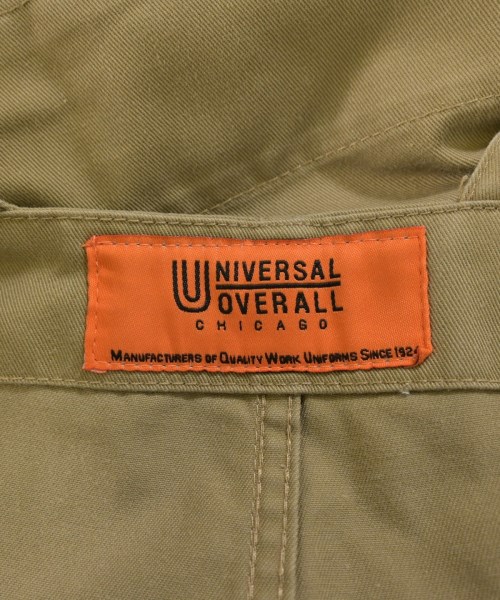 UNIVERSAL
OVERALL
CHICAGO
MANUFACTURERS OF QUALITY WORK UNIFORMS SINCE 1924